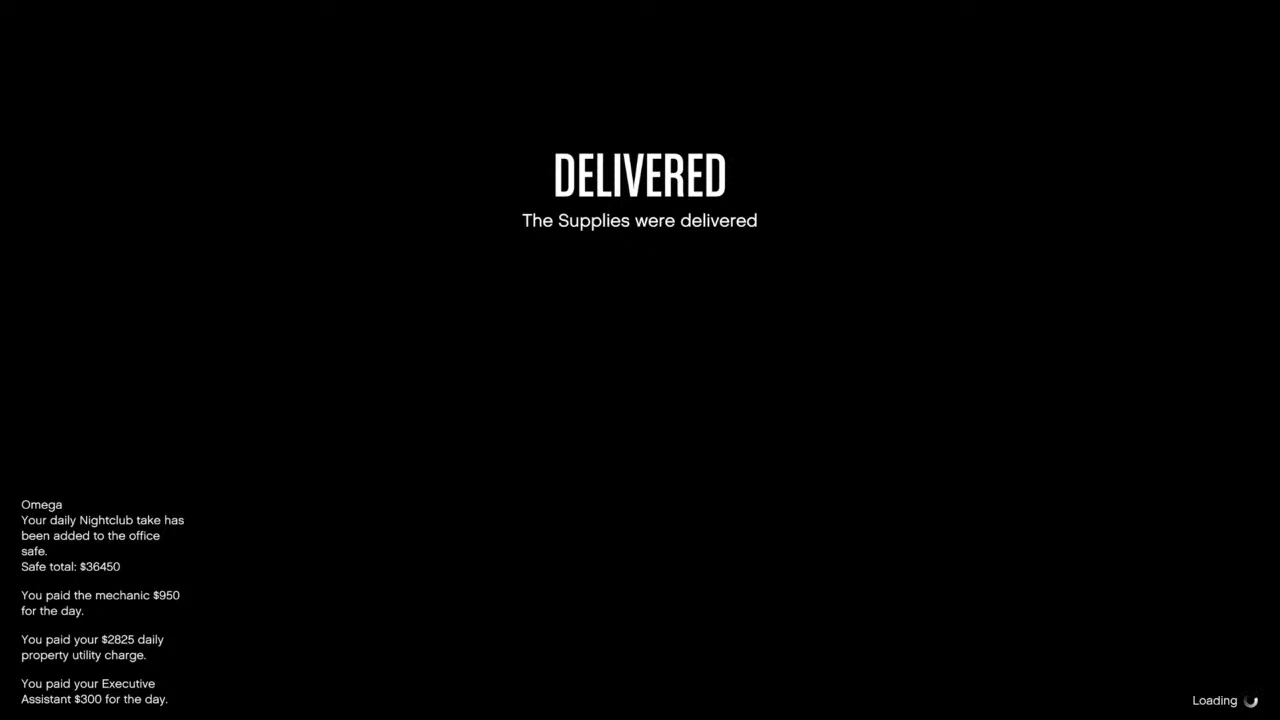 DELIVERED
The Supplies were delivered
Omega
Your daily Nightclub take has
been added to the office
safe.
Safe total: $36450
You paid the mechanic $950
for the day.
You paid your $2825 daily
property utility charge.
You paid your Executive
Assistant $300 for the day.
Loading